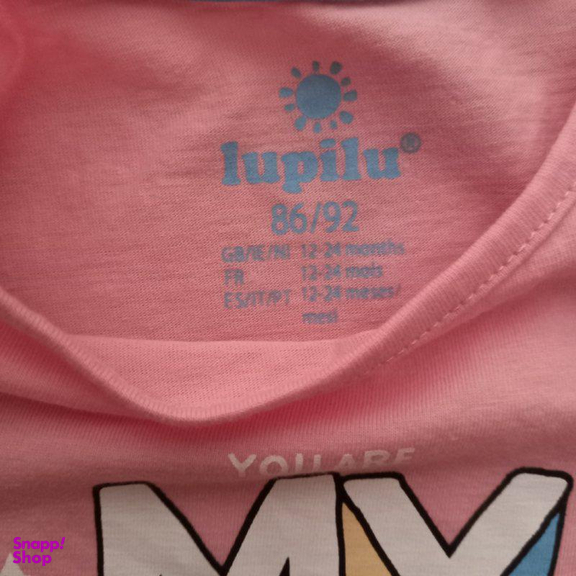 lupilu®
86/92
GB/IE/NI 12-24 months
FR 12-24 mois
ES/IT/PT 12-24 meses/
mesi
YOU ARE
MY
Snapp!
Shop